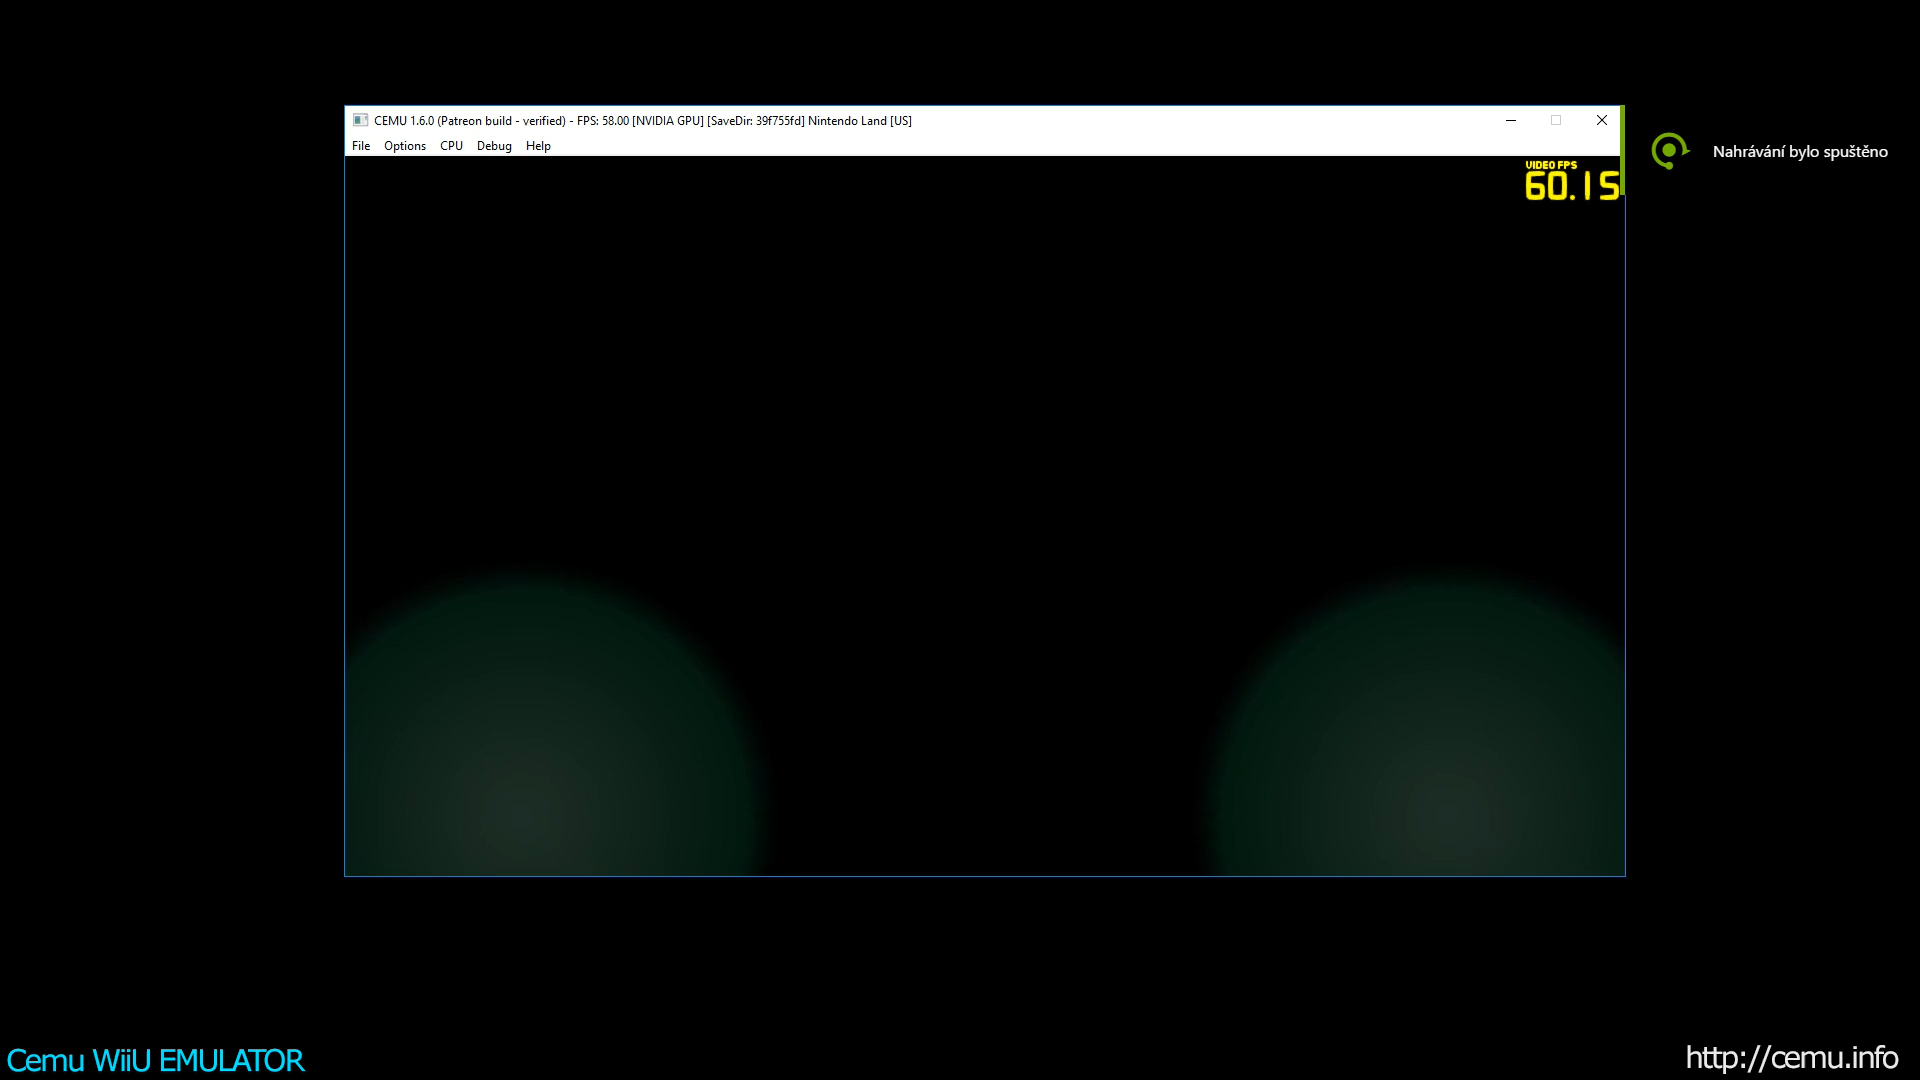 CEMU 1.6.0 (Patreon build - verified) - FPS: 58.00 [NVIDIA GPU] [SaveDir: 39f755fd] Nintendo Land [US]
File Options CPU Debug Help
VIDEO FPS
60.15
Nahrávání bylo spuštěno
Cemu WiiU EMULATOR
http://cemu.info